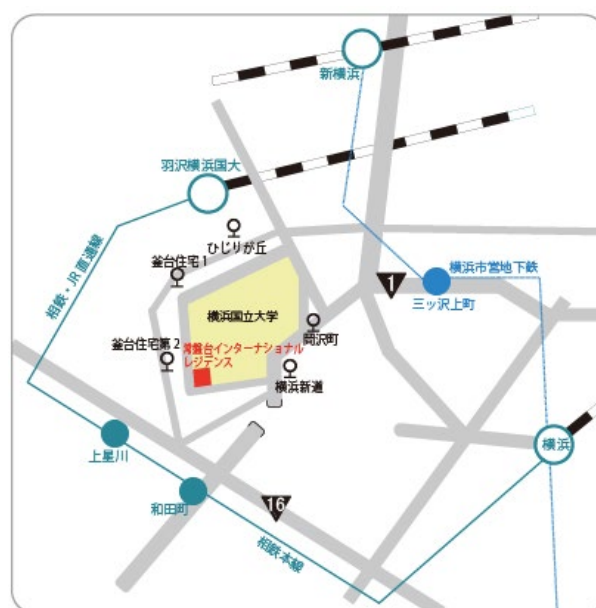 新横浜
羽沢横浜国大
ひじりが丘
釜台住宅1
相鉄・JR直通線
横浜市営地下鉄
1
三ッ沢上町
横浜国立大学
岡沢町
釜台住宅第2
常盤台インターナショナル
レジデンス
横浜新道
上星川
横浜
和田町
16
相鉄本線